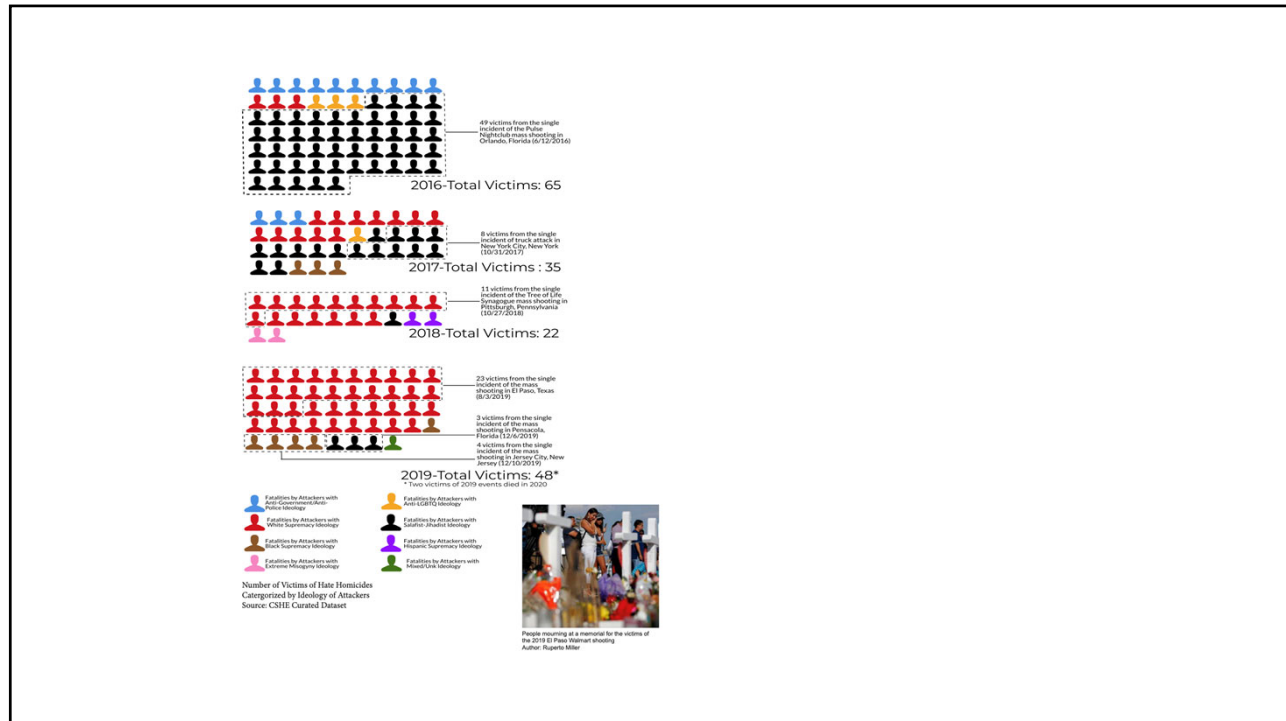 49 victims from the single
incident of the Pulse
Nightclub mass shooting in
Orlando, Florida (6/12/2016)
2016-Total Victims: 65
8 victims from the single
incident of truck attack in
New York City, New York
(10/31/2017)
2017-Total Victims : 35
11 victims from the single
incident of the Tree of Life
Synagogue mass shooting in
Pittsburgh, Pennsylvania
(10/27/2018)
2018-Total Victims: 22
23 victims from the single
incident of the mass
shooting in El Paso, Texas
(8/3/2019)
3 victims from the single
incident of the mass
shooting in Pensacola,
Florida (12/6/2019)
4 victims from the single
incident of the mass
shooting in Jersey City, New
Jersey (12/10/2019)
2019-Total Victims: 48*
* Two victims of 2019 events died in 2020
Fatalities by Attackers with
Anti-Government/Anti-
Police Ideology
Fatalities by Attackers with
Anti-LGBTQ Ideology
Fatalities by Attackers with
White Supremacy Ideology
Fatalities by Attackers with
Salafist-Jihadist Ideology
Fatalities by Attackers with
Black Supremacy Ideology
Fatalities by Attackers with
Hispanic Supremacy Ideology
Fatalities by Attackers with
Extreme Misogyny Ideology
Fatalities by Attackers with
Mixed/Unk Ideology
Number of Victims of Hate Homicides
Catergorized by Ideology of Attackers
Source: CSHE Curated Dataset
People mourning at a memorial for the victims of
the 2019 El Paso Walmart shooting
Author: Ruperto Miller